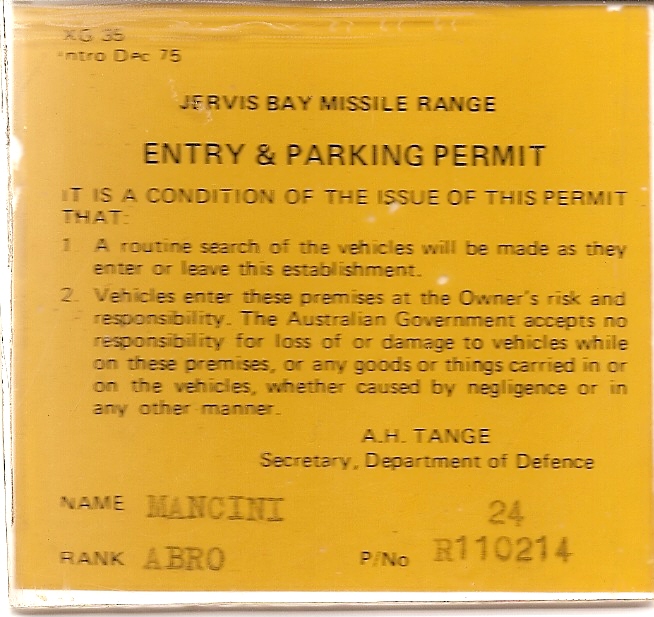 XG 35
Intro Dec 75
JERVIS BAY MISSILE RANGE
ENTRY & PARKING PERMIT
IT IS A CONDITION OF THE ISSUE OF THIS PERMIT
THAT:
1 A routine search of the vehicles will be made as they
enter or leave this establishment.
2. Vehicles enter these premises at the Owner's risk and
responsibility. The Australian Government accepts no
responsibility for loss of or damage to vehicles while
on these premises, or any goods or things carried in or
on the vehicles, whether caused by negligence or in
any other manner.
A.H. TANGE
Secretary, Department of Defence
NAME MANCINI 24
RANK ABRO P/No R110214